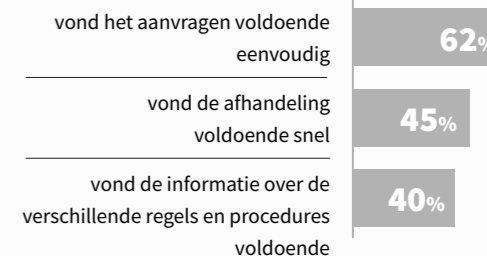 vond het aanvragen voldoende
eenvoudig
62%
vond de afhandeling
voldoende snel
45%
vond de informatie over de
verschillende regels en procedures
voldoende
40%